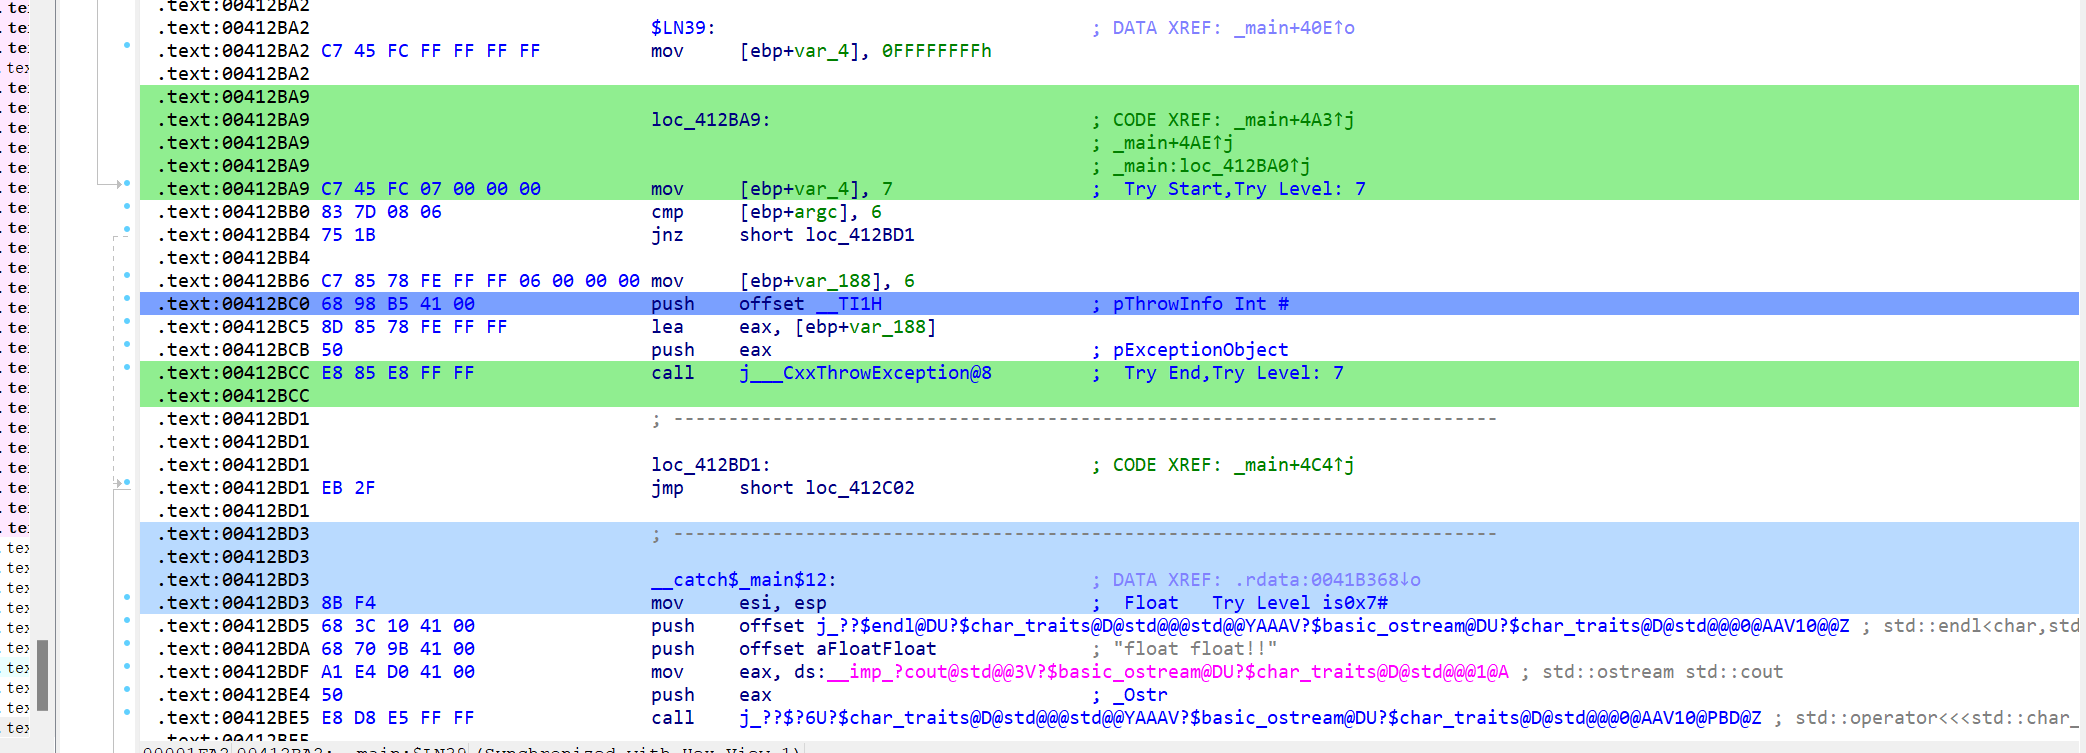 .text:00412BA2
.text:00412BA2 $LN39: ; DATA XREF: _main+40E↑o
.text:00412BA2 C7 45 FC FF FF FF FF mov [ebp+var_4], 0FFFFFFFFh
.text:00412BA2
.text:00412BA9
.text:00412BA9 loc_412BA9: ; CODE XREF: _main+4A3↑j
.text:00412BA9 ; _main+4AE↑j
.text:00412BA9 ; _main:loc_412BA0↑j
.text:00412BA9 C7 45 FC 07 00 00 00 mov [ebp+var_4], 7 ; Try Start,Try Level: 7
.text:00412BB0 83 7D 08 06 cmp [ebp+argc], 6
.text:00412BB4 75 1B jnz short loc_412BD1
.text:00412BB4
.text:00412BB6 C7 85 78 FE FF FF 06 00 00 00 mov [ebp+var_188], 6
.text:00412BC0 68 98 B5 41 00 push offset __TI1H ; pThrowInfo Int #
.text:00412BC5 8D 85 78 FE FF FF lea eax, [ebp+var_188]
.text:00412BCB 50 push eax ; pExceptionObject
.text:00412BCC E8 85 E8 FF FF call j___CxxThrowException@8 ; Try End,Try Level: 7
.text:00412BCC
.text:00412BD1 ; ---------------------------------------------------------------------------
.text:00412BD1
.text:00412BD1 loc_412BD1: ; CODE XREF: _main+4C4↑j
.text:00412BD1 EB 2F jmp short loc_412C02
.text:00412BD1
.text:00412BD3 ; ---------------------------------------------------------------------------
.text:00412BD3
.text:00412BD3 __catch$_main$12: ; DATA XREF: .rdata:0041B368↓o
.text:00412BD3 8B F4 mov esi, esp ; Float Try Level is0x7#
.text:00412BD5 68 3C 10 41 00 push offset j_??$endl@DU?$char_traits@D@std@@@std@@YAAAV?$basic_ostream@DU?$char_traits@D@std@@@0@AAV10@@Z ; std::endl<char,std
.text:00412BDA 68 70 9B 41 00 push offset aFloatFloat ; "float float!!"
.text:00412BDF A1 E4 D0 41 00 mov eax, ds:__imp_?cout@std@@3V?$basic_ostream@DU?$char_traits@D@std@@@1@A ; std::ostream std::cout
.text:00412BE4 50 push eax ; _Ostr
.text:00412BE5 E8 D8 E5 FF FF call j_??$?6U?$char_traits@D@std@@@std@@YAAAV?$basic_ostream@DU?$char_traits@D@std@@@0@AAV10@PBD@Z ; std::operator<<<std::char_